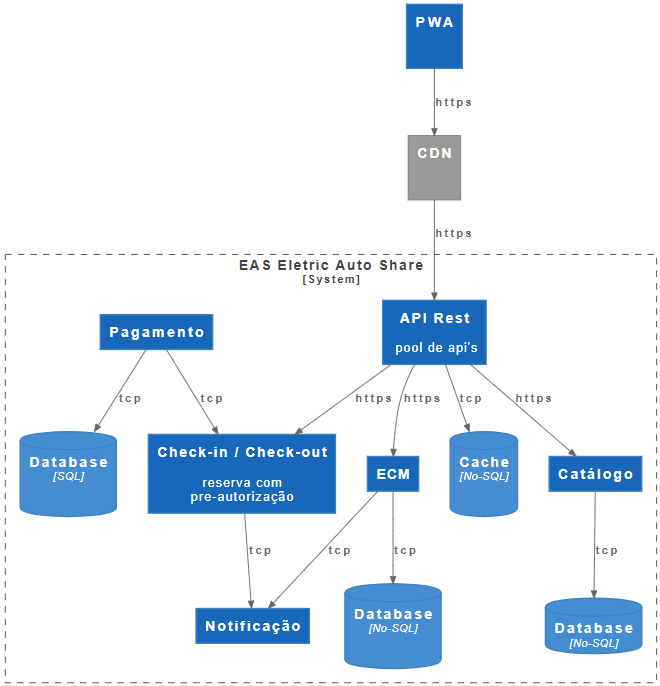 PWA
https
CDN
https
EAS Eletric Auto Share
[System]
API Rest
pool de api's
Pagamento
tcp
tcp
https
https
tcp
https
Database
[SQL]
Check-in / Check-out
reserva com
pre-autorização
ECM
Cache
[No-SQL]
Catálogo
tcp
tcp
tcp
tcp
Notificação
Database
[No-SQL]
Database
[No-SQL]